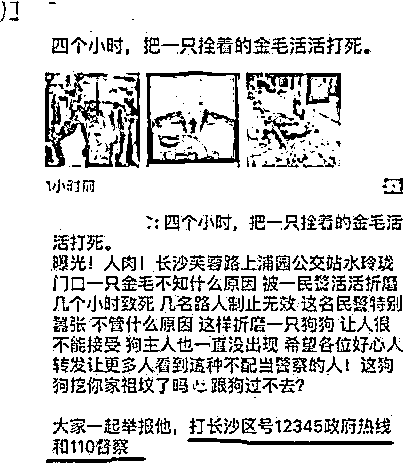 四个小时，把一只拴着的金毛活活打死。
1小时前
：四个小时，把一只拴着的金毛活
活打死。
曝光！人肉！长沙芙蓉路上浦园公交站水玲珑
门口一只金毛不知什么原因 被一民警活活折磨
几个小时致死 几名路人制止无效 这名民警特别
嚣张 不管什么原因 这样折磨一只狗狗 让人很
不能接受 狗主人也一直没出现 希望各位好心人
转发让更多人看到这种不配当警察的人！这狗
狗挖你家祖坟了吗 跟狗过不去？
大家一起举报他，打长沙区号12345政府热线
和110督察